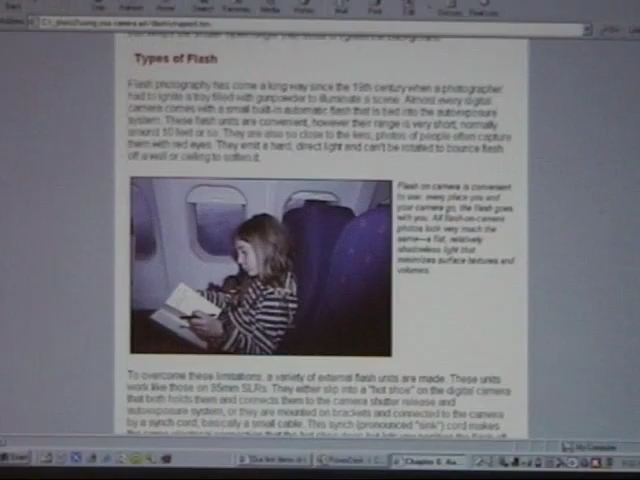 Types of Flash
Flash photography has come a long way since the 19th century when a photographer
had to ignite a tray filled with gunpowder to illuminate a scene. Almost every digital
camera comes with a small built-in automatic flash that is tied into the autoexposure
system. These flash units are convenient, however their range is very short, normally
around 10 feet or so. They are also so close to the lens, photos of people often capture
them with red eyes. They emit a hard, direct light and can't be rotated to bounce flash
off a wall or ceiling to soften it.
Flash on camera is convenient
to use; every place you and
your camera go, the flash goes
with you. All flash-on-camera
photos look very much the
same—a flat, relatively
shadowless light that
minimizes surface textures and
volumes.
To overcome these limitations, a variety of external flash units are made. These units
work like those on 35mm SLRs. They either slip into a "hot shoe" on the digital camera
that both holds them and connects them to the camera shutter release and
autoexposure system, or they are mounted on brackets and connected to the camera
by a synch cord, basically a small cable. This synch (pronounced "sink") cord makes
My Computer
Start